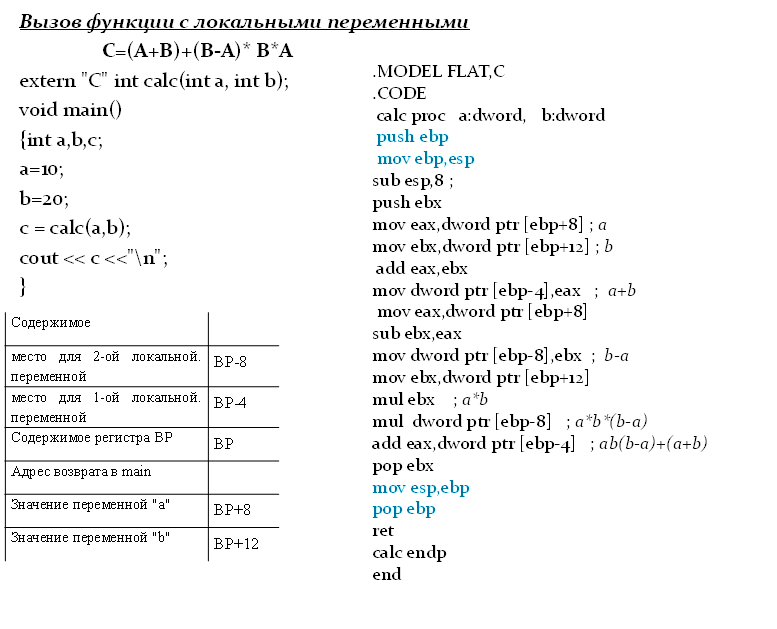 Вызов функции с локальными переменными
C=(A+B)+(B-A)* B*A
extern "C" int calc(int a, int b);
void main()
{int a,b,c;
a=10;
b=20;
c = calc(a,b);
cout << c <<"\n";
}
Содержимое
место для 2-ой локальной. BP-8
переменной
место для 1-ой локальной. BP-4
переменной
Содержимое регистра BP BP
Адрес возврата в main
Значение переменной "a" BP+8
Значение переменной "b" BP+12
.MODEL FLAT,C
.CODE
calc proc a:dword, b:dword
push ebp
mov ebp,esp
sub esp,8 ;
push ebx
mov eax,dword ptr [ebp+8] ; a
mov ebx,dword ptr [ebp+12] ; b
add eax,ebx
mov dword ptr [ebp-4],eax ; a+b
mov eax,dword ptr [ebp+8]
sub ebx,eax
mov dword ptr [ebp-8],ebx ; b-a
mov ebx,dword ptr [ebp+12]
mul ebx ; a*b
mul dword ptr [ebp-8] ; a*b*(b-a)
add eax,dword ptr [ebp-4] ; ab(b-a)+(a+b)
pop ebx
mov esp,ebp
pop ebp
ret
calc endp
end